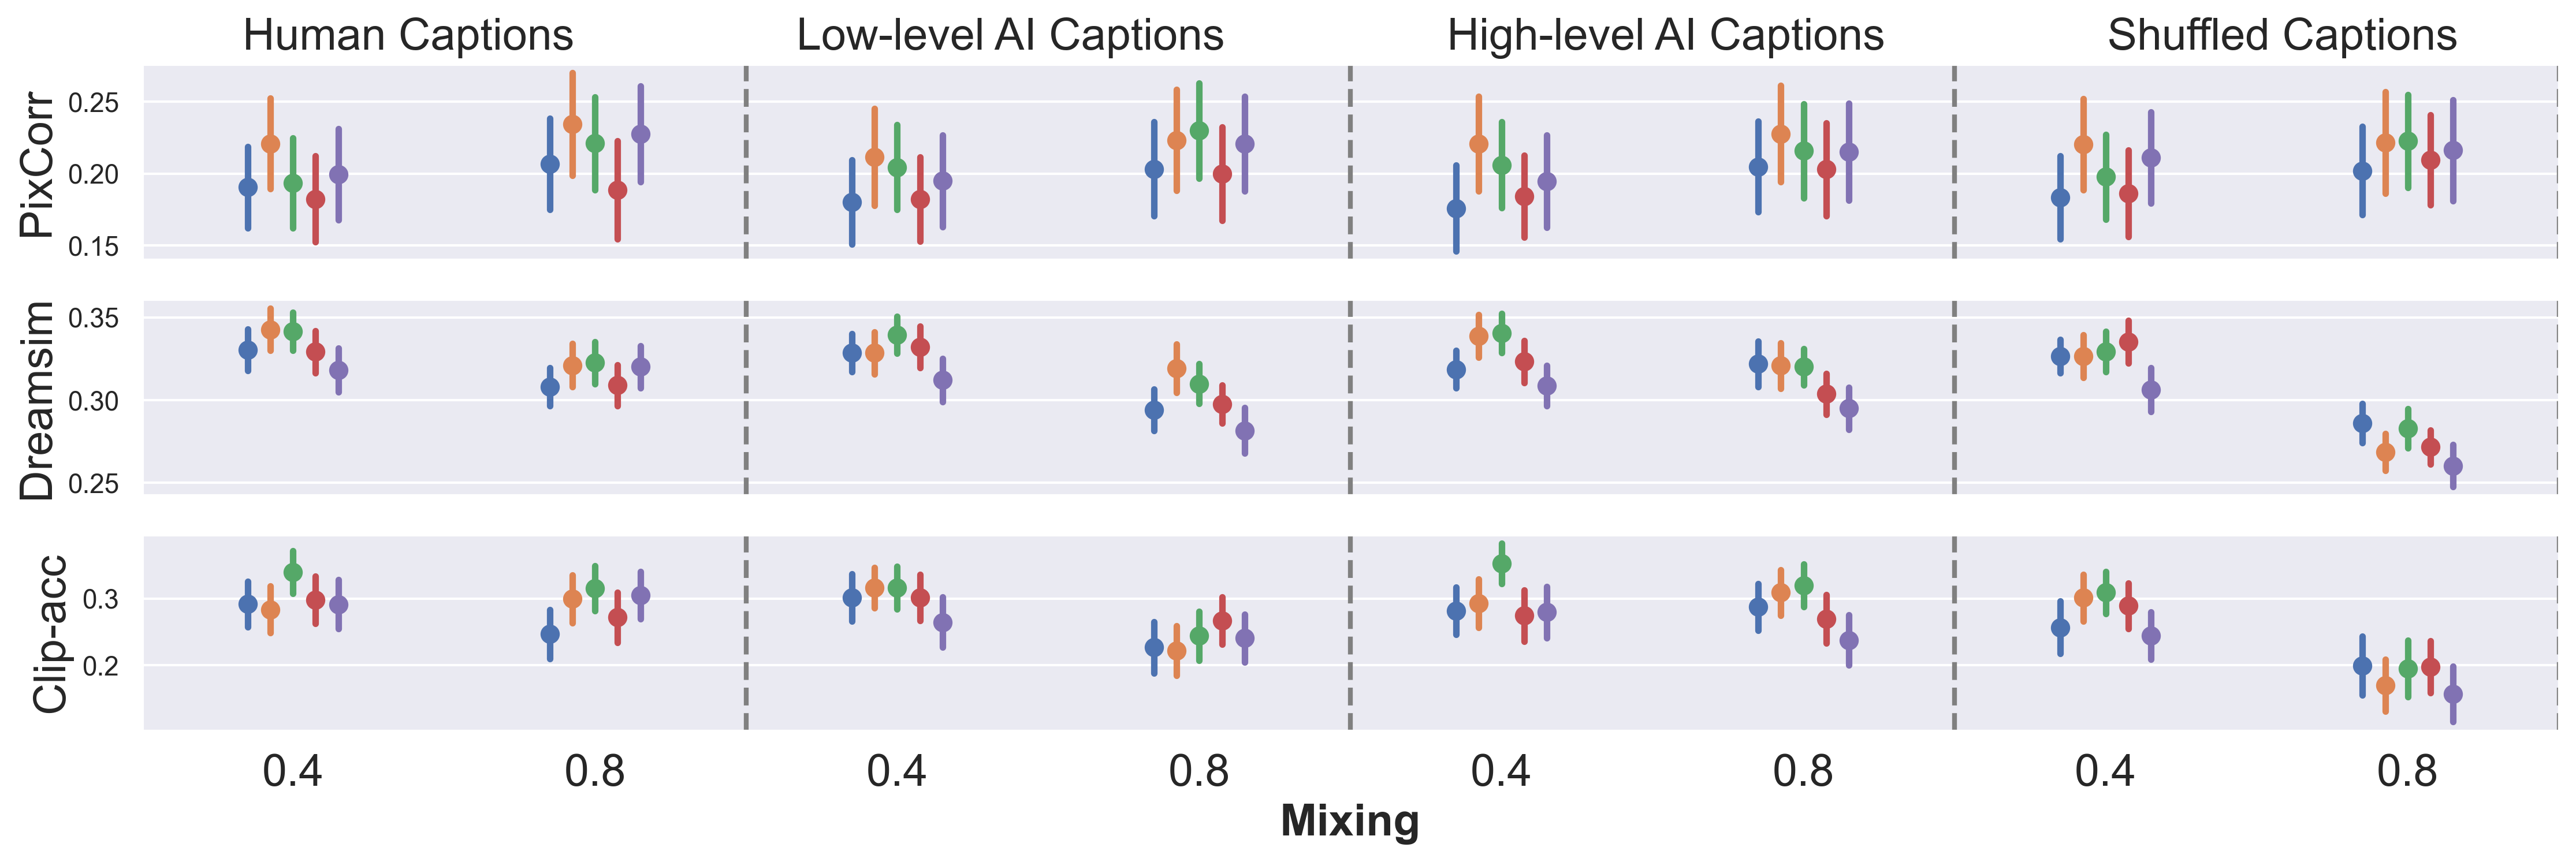 Human Captions
Low-level AI Captions
High-level AI Captions
Shuffled Captions
PixCorr
0.25
0.20
0.15
Dreamsim
0.35
0.30
0.25
Clip-acc
0.3
0.2
0.4
0.8
0.4
0.8
0.4
0.8
0.4
0.8
Mixing